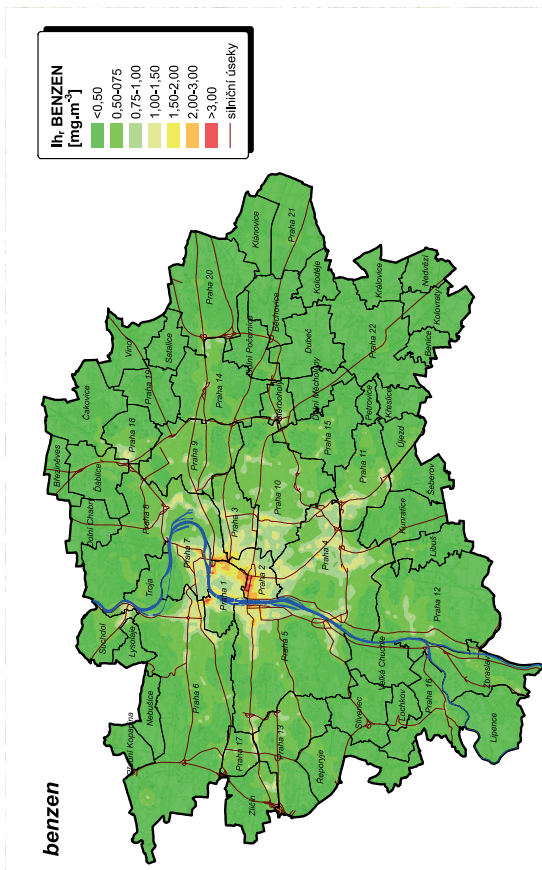 benzen
Ihr BENZEN
[mg.m-3]
<0,50
0,50-075
0,75-1,00
1,00-1,50
1,50-2,00
2,00-3,00
>3,00
silniční úseky
Březiněves
Čakovice
Ďáblice
Dolní Chabry
Praha 18
Vinoř
Praha 19
Satalice
Praha 20
Klánovice
Praha 21
Koloděje
Běchovice
Dolní Počernice
Praha 14
Praha 9
Praha 8
Troja
Suchdol
Lysolaje
Praha 7
Nebušice
Přední Kopanina
Praha 6
Praha 1
Praha 3
Praha 2
Praha 10
Štěrboholy
Dubeč
Dolní Měcholupy
Praha 15
Petrovice
Křeslice
Praha 22
Královice
Nedvězí
Kolovraty
Benice
Újezd
Praha 11
Šeberov
Kunratice
Libuš
Praha 4
Praha 12
Praha 5
Praha 17
Praha 13
Zličín
Řeporyje
Slivenec
Lochkov
Velká Chuchle
Praha 16
Zbraslav
Lipence